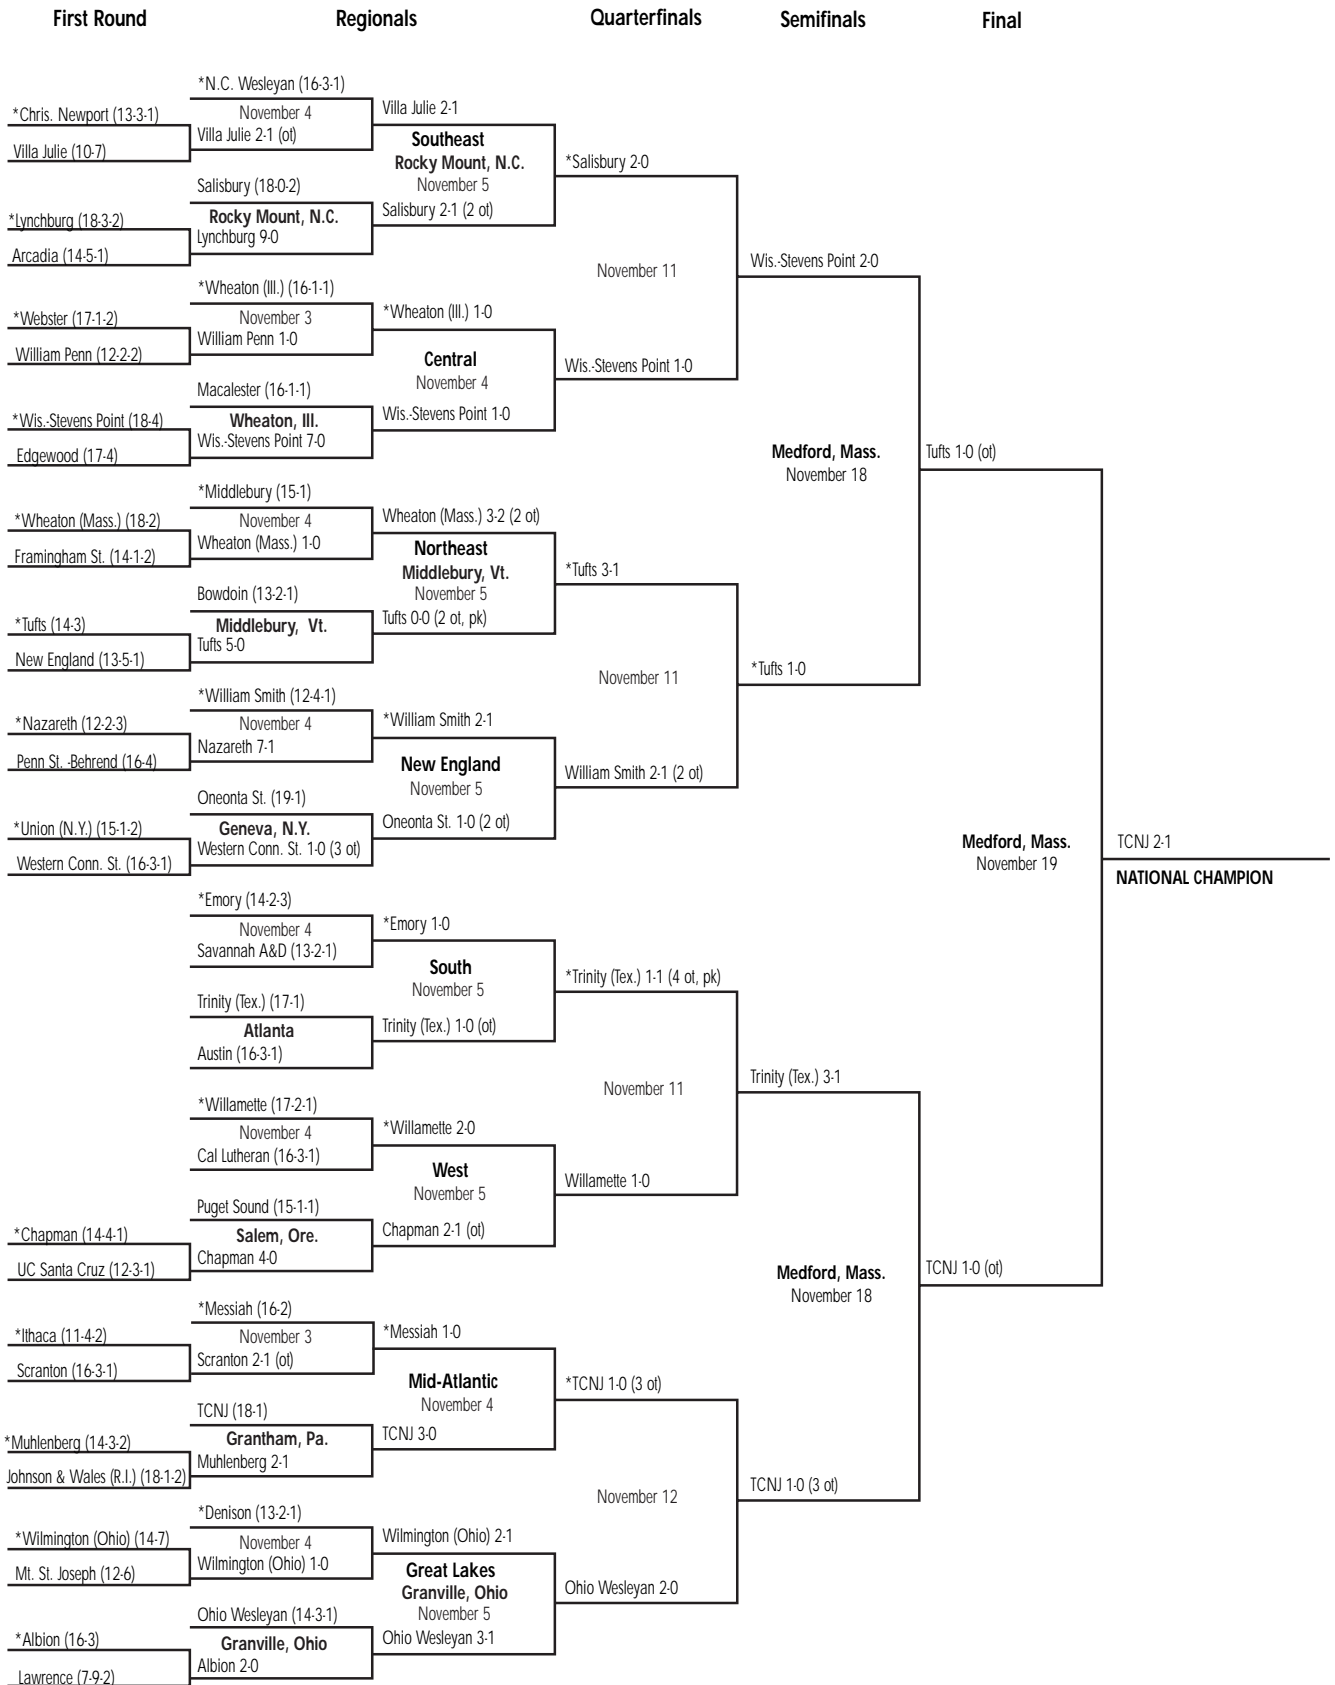 First Round
Regionals
Quarterfinals
Semifinals
Final
*Chris. Newport (13-3-1)
Villa Julie (10-7)
*Lynchburg (18-3-2)
Arcadia (14-5-1)
*Webster (17-1-2)
William Penn (12-2-2)
*Wis.-Stevens Point (18-4)
Edgewood (17-4)
*Wheaton (Mass.) (18-2)
Framingham St. (14-1-2)
*Tufts (14-3)
New England (13-5-1)
*Nazareth (12-2-3)
Penn St. -Behrend (16-4)
*Union (N.Y.) (15-1-2)
Western Conn. St. (16-3-1)
*Chapman (14-4-1)
UC Santa Cruz (12-3-1)
*Ithaca (11-4-2)
Scranton (16-3-1)
*Muhlenberg (14-3-2)
Johnson & Wales (R.I.) (18-1-2)
*Wilmington (Ohio) (14-7)
Mt. St. Joseph (12-6)
*Albion (16-3)
Lawrence (7-9-2)
*N.C. Wesleyan (16-3-1)
November 4
Villa Julie 2-1 (ot)
Salisbury (18-0-2)
Rocky Mount, N.C.
Lynchburg 9-0
*Wheaton (Ill.) (16-1-1)
November 3
William Penn 1-0
Macalester (16-1-1)
Wheaton, Ill.
Wis.-Stevens Point 7-0
*Middlebury (15-1)
November 4
Wheaton (Mass.) 1-0
Bowdoin (13-2-1)
Middlebury, Vt.
Tufts 5-0
*William Smith (12-4-1)
November 4
Nazareth 7-1
Oneonta St. (19-1)
Geneva, N.Y.
Western Conn. St. 1-0 (3 ot)
*Emory (14-2-3)
November 4
Savannah A&D (13-2-1)
Trinity (Tex.) (17-1)
Atlanta
Austin (16-3-1)
*Willamette (17-2-1)
November 4
Cal Lutheran (16-3-1)
Puget Sound (15-1-1)
Salem, Ore.
Chapman 4-0
*Messiah (16-2)
November 3
Scranton 2-1 (ot)
TCNJ (18-1)
Grantham, Pa.
Muhlenberg 2-1
*Denison (13-2-1)
November 4
Wilmington (Ohio) 1-0
Ohio Wesleyan (14-3-1)
Granville, Ohio
Albion 2-0
Villa Julie 2-1
Southeast
Rocky Mount, N.C.
November 5
Salisbury 2-1 (2 ot)
*Wheaton (Ill.) 1-0
Central
November 4
Wis.-Stevens Point 1-0
Wheaton (Mass.) 3-2 (2 ot)
Northeast
Middlebury, Vt.
November 5
Tufts 0-0 (2 ot, pk)
*William Smith 2-1
New England
November 5
Oneonta St. 1-0 (2 ot)
*Emory 1-0
South
November 5
Trinity (Tex.) 1-0 (ot)
*Willamette 2-0
West
November 5
Chapman 2-1 (ot)
*Messiah 1-0
Mid-Atlantic
November 4
TCNJ 3-0
Wilmington (Ohio) 2-1
Great Lakes
Granville, Ohio
November 5
Ohio Wesleyan 3-1
*Salisbury 2-0
November 11
Wis.-Stevens Point 1-0
*Tufts 3-1
November 11
William Smith 2-1 (2 ot)
*Trinity (Tex.) 1-1 (4 ot, pk)
November 11
Willamette 1-0
*TCNJ 1-0 (3 ot)
November 12
Ohio Wesleyan 2-0
Wis.-Stevens Point 2-0
Medford, Mass.
November 18
*Tufts 1-0
Trinity (Tex.) 3-1
Medford, Mass.
November 18
TCNJ 1-0 (3 ot)
Tufts 1-0 (ot)
Medford, Mass.
November 19
TCNJ 1-0 (ot)
TCNJ 2-1
NATIONAL CHAMPION